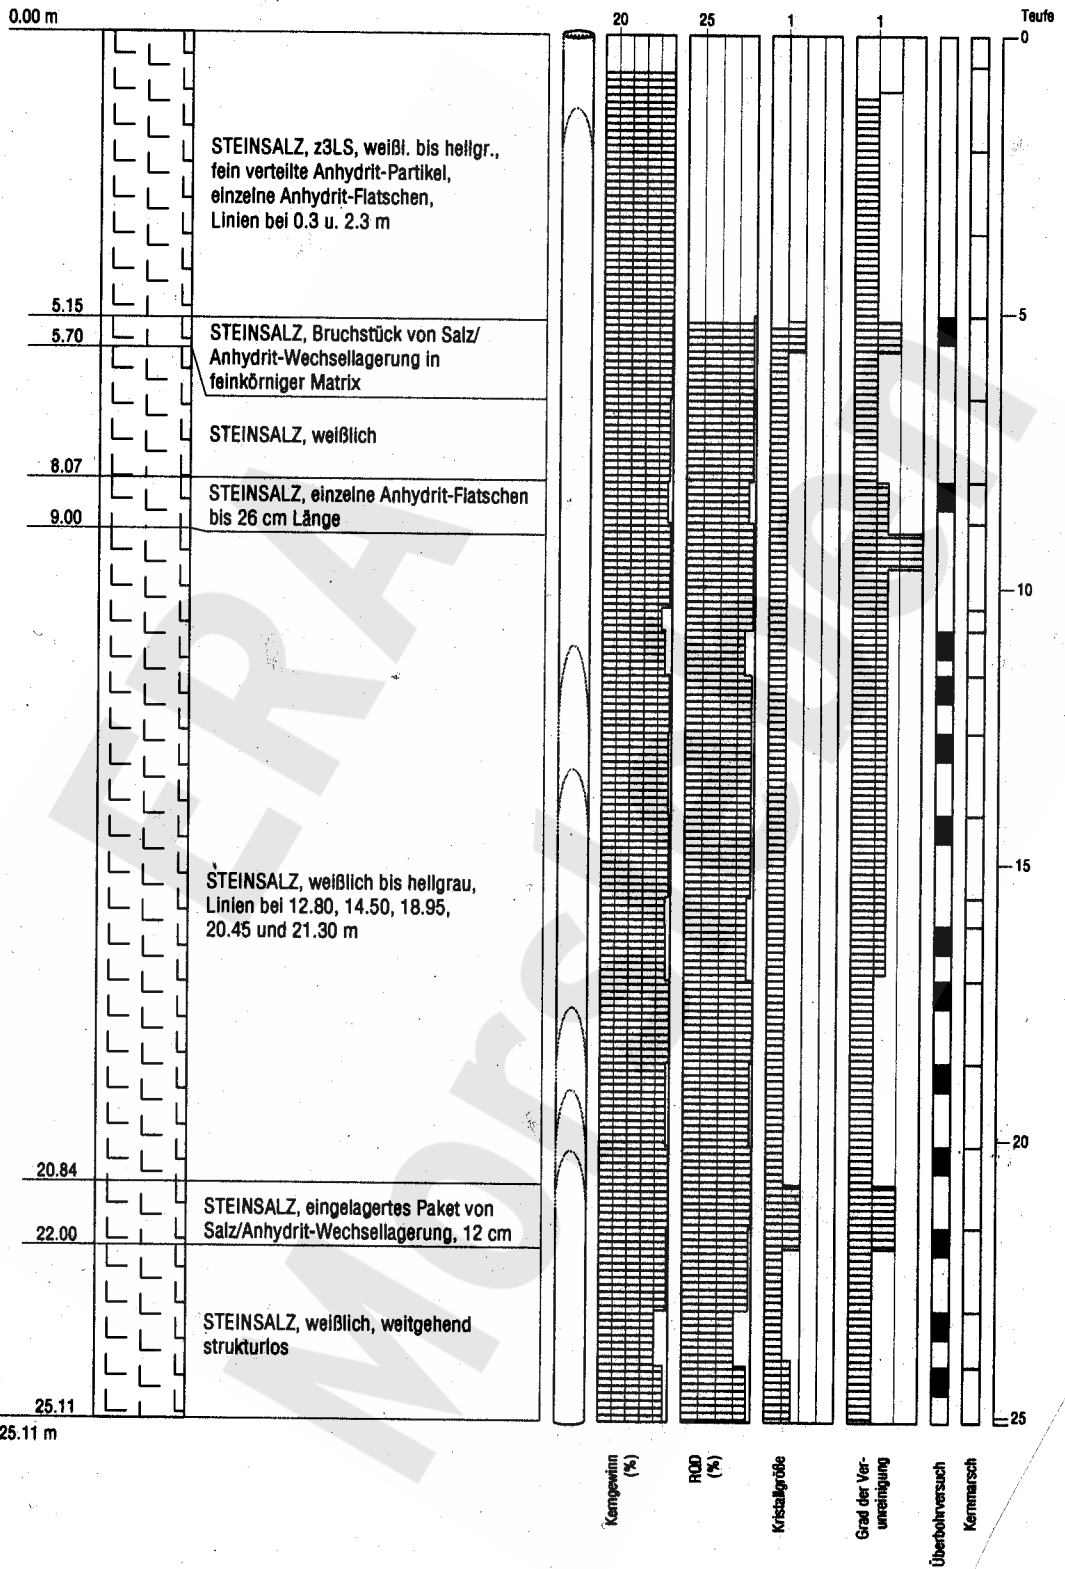 0.00 m
20
25
1
1
Teufe
0
STEINSALZ, z3LS, weißl. bis hellgr.,
fein verteilte Anhydrit-Partikel,
einzelne Anhydrit-Flatschen,
Linien bei 0.3 u. 2.3 m
5.15
5
STEINSALZ, Bruchstück von Salz/
Anhydrit-Wechsellagerung in
feinkörniger Matrix
5.70
STEINSALZ, weißlich
8.07
STEINSALZ, einzelne Anhydrit-Flatschen
bis 26 cm Länge
9.00
10
15
STEINSALZ, weißlich bis hellgrau,
Linien bei 12.80, 14.50, 18.95,
20.45 und 21.30 m
20
20.84
STEINSALZ, eingelagertes Paket von
Salz/Anhydrit-Wechsellagerung, 12 cm
22.00
STEINSALZ, weißlich, weitgehend
strukturlos
25.11
25
25.11 m
Kerngewinn
(%)
RQD
(%)
Kristallgröße
Grad der Ver-
unreinigung
Überbohrversuch
Kernmarsch
ERA Morsleben